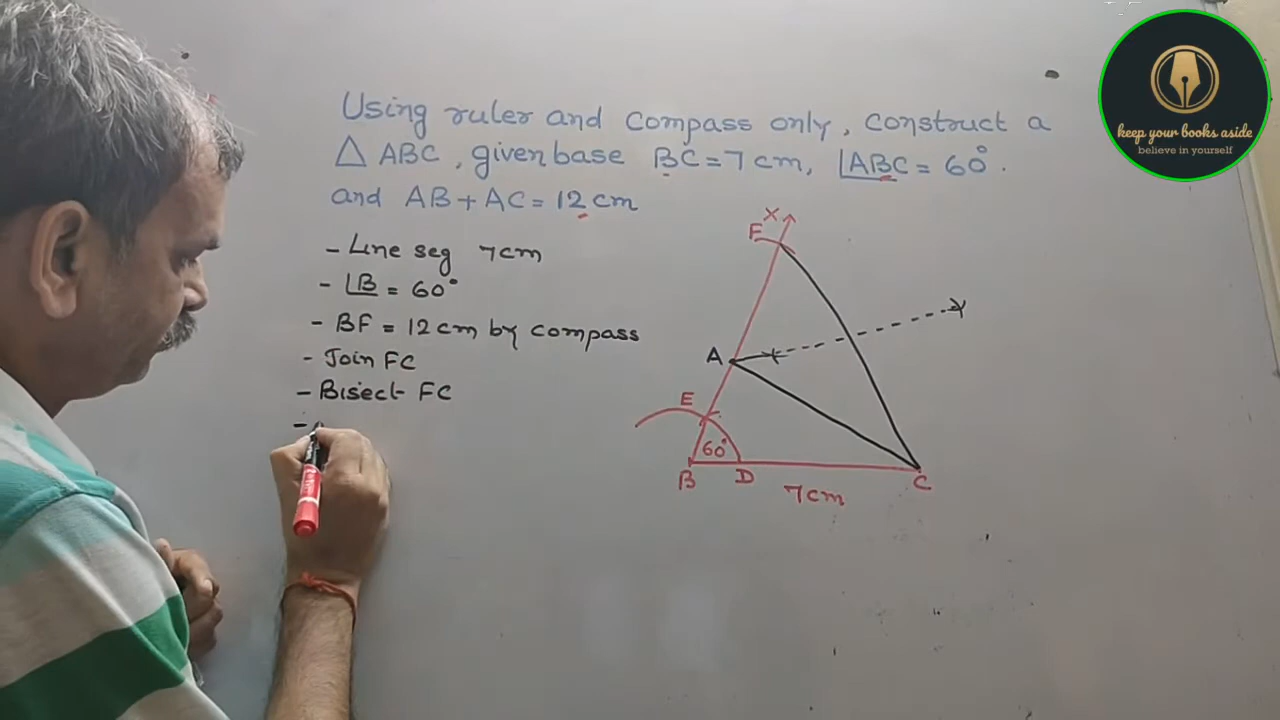 Using ruler and compass only, construct a
△ ABC, given base BC = 7 cm, ∠ABC = 60°.
and AB + AC = 12 cm
- Line seg 7cm
- ∠B = 60°
- BF = 12 cm by compass
- Join FC
- Bisect FC
-
X
F
A
E
60°
B
D
C
7cm
keep your books aside
believe in yourself